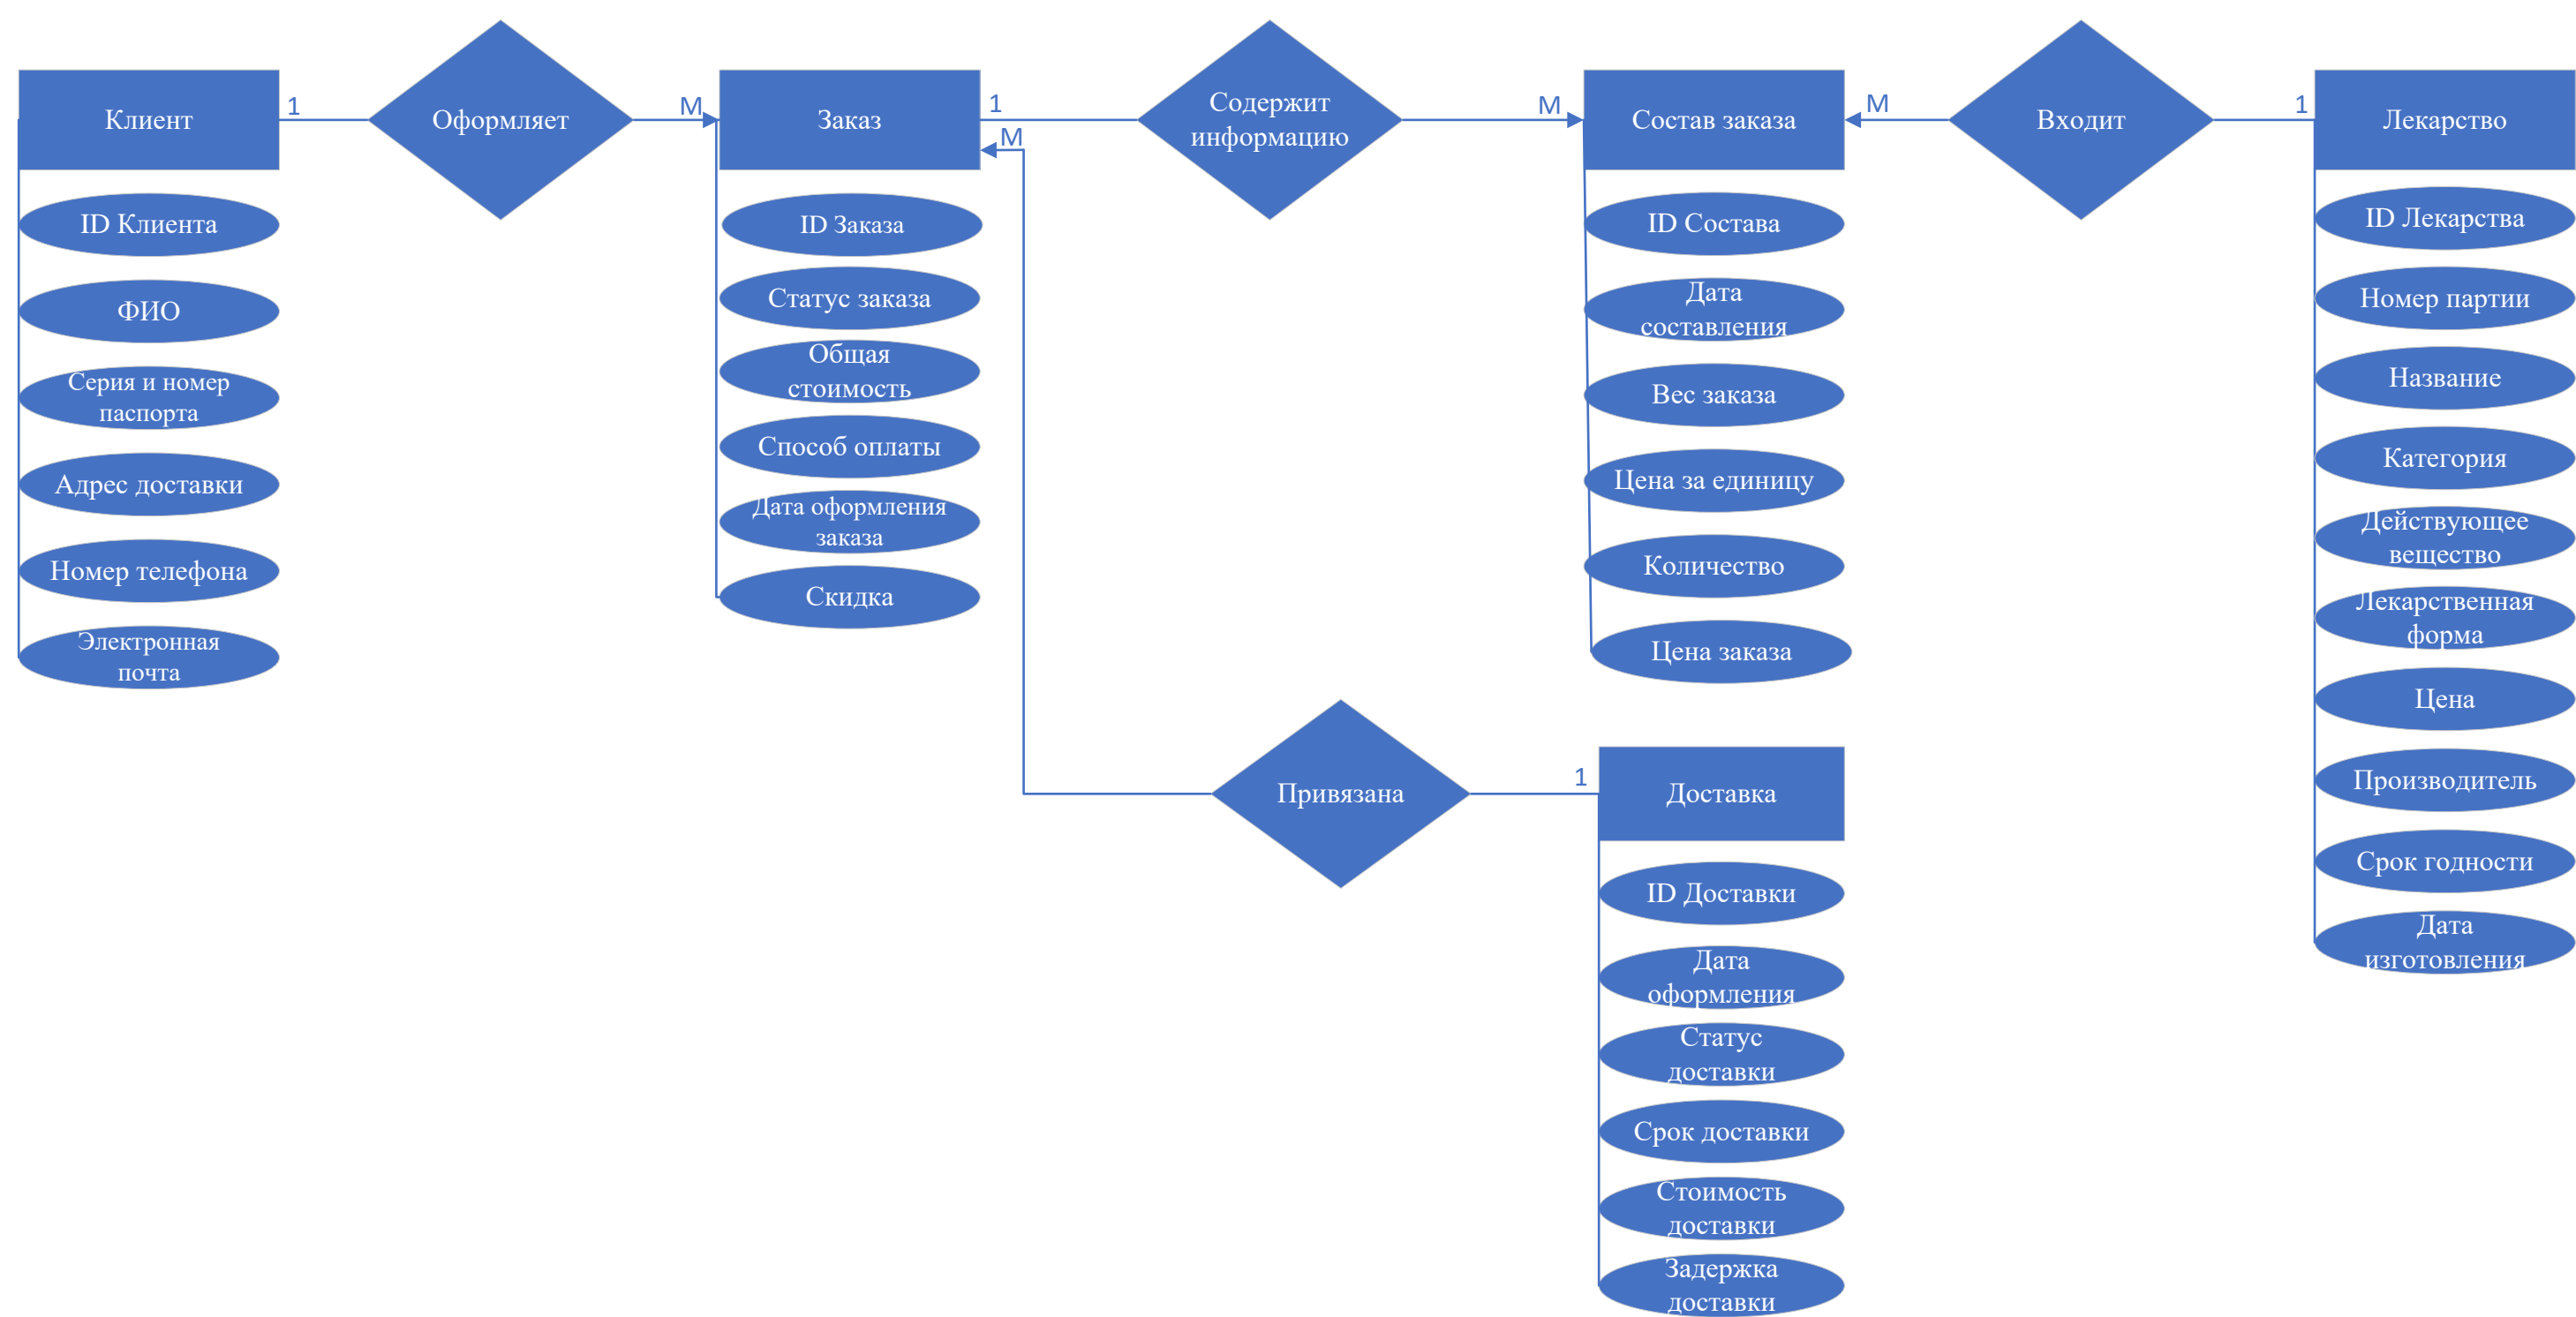 Клиент
1
Оформляет
М
Заказ
1
М
Содержит
информацию
М
Состав заказа
М
Входит
1
Лекарство
ID Клиента
ФИО
Серия и номер
паспорта
Адрес доставки
Номер телефона
Электронная
почта
ID Заказа
Статус заказа
Общая
стоимость
Способ оплаты
Дата оформления
заказа
Скидка
ID Состава
Дата
составления
Вес заказа
Цена за единицу
Количество
Цена заказа
ID Лекарства
Номер партии
Название
Категория
Действующее
вещество
Лекарственная
форма
Цена
Производитель
Срок годности
Дата
изготовления
Привязана
1
Доставка
ID Доставки
Дата
оформления
Статус
доставки
Срок доставки
Стоимость
доставки
Задержка
доставки